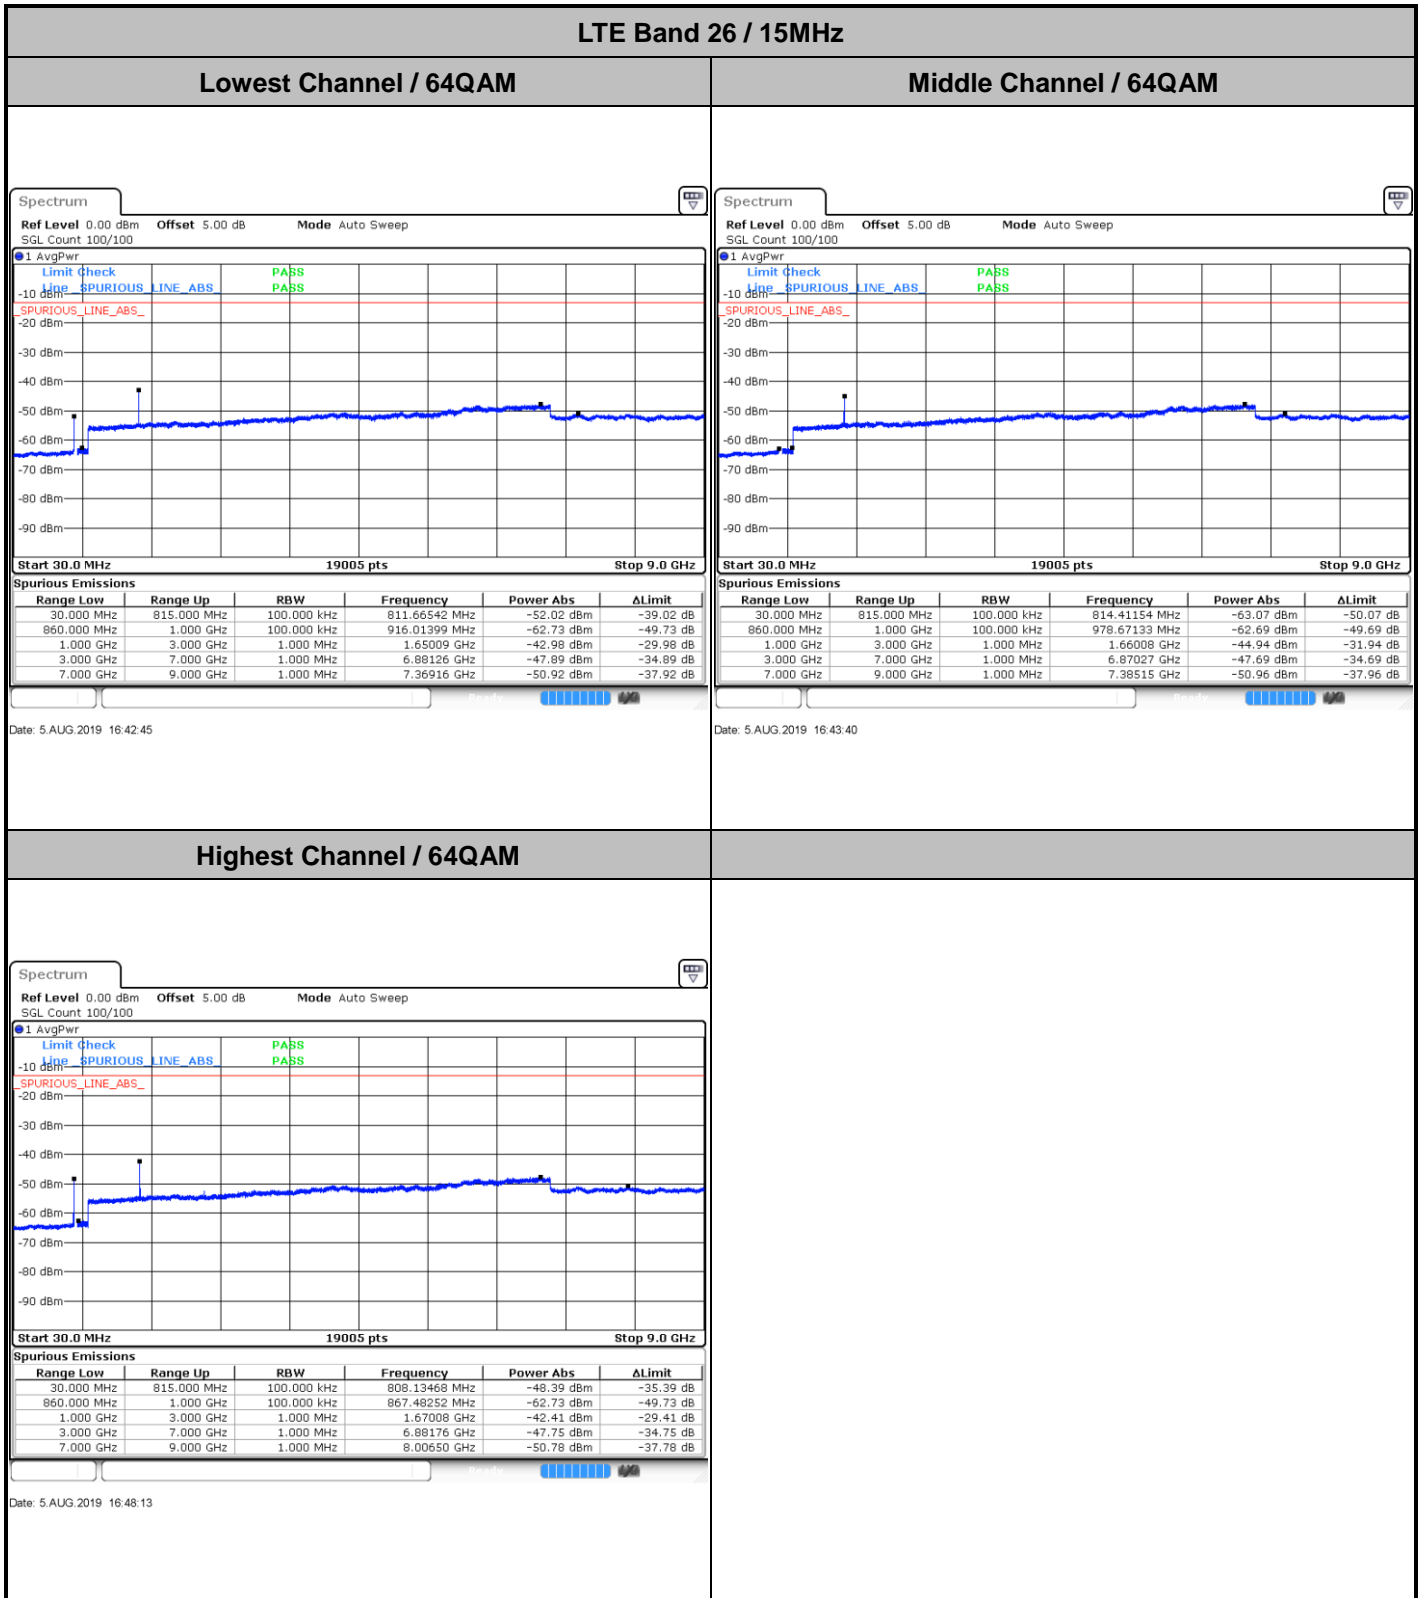 LTE Band 26 / 15MHz
Lowest Channel / 64QAM
Middle Channel / 64QAM
Spectrum
Ref Level 0.00 dBm Offset 5.00 dB Mode Auto Sweep
SGL Count 100/100
1 AvgPwr
Limit Check PASS
Line _SPURIOUS_LINE_ABS_ PASS
-10 dBm
_SPURIOUS_LINE_ABS_
-20 dBm
-30 dBm
-40 dBm
-50 dBm
-60 dBm
-70 dBm
-80 dBm
-90 dBm
Start 30.0 MHz 19005 pts Stop 9.0 GHz
Spurious Emissions
Range Low Range Up RBW Frequency Power Abs ΔLimit
30.000 MHz 815.000 MHz 100.000 kHz 811.66542 MHz -52.02 dBm -39.02 dB
860.000 MHz 1.000 GHz 100.000 kHz 916.01399 MHz -62.73 dBm -49.73 dB
1.000 GHz 3.000 GHz 1.000 MHz 1.65009 GHz -42.98 dBm -29.98 dB
3.000 GHz 7.000 GHz 1.000 MHz 6.88126 GHz -47.89 dBm -34.89 dB
7.000 GHz 9.000 GHz 1.000 MHz 7.36916 GHz -50.92 dBm -37.92 dB
Ready
Date: 5.AUG.2019 16:42:45
Spectrum
Ref Level 0.00 dBm Offset 5.00 dB Mode Auto Sweep
SGL Count 100/100
1 AvgPwr
Limit Check PASS
Line _SPURIOUS_LINE_ABS_ PASS
-10 dBm
_SPURIOUS_LINE_ABS_
-20 dBm
-30 dBm
-40 dBm
-50 dBm
-60 dBm
-70 dBm
-80 dBm
-90 dBm
Start 30.0 MHz 19005 pts Stop 9.0 GHz
Spurious Emissions
Range Low Range Up RBW Frequency Power Abs ΔLimit
30.000 MHz 815.000 MHz 100.000 kHz 814.41154 MHz -63.07 dBm -50.07 dB
860.000 MHz 1.000 GHz 100.000 kHz 978.67133 MHz -62.69 dBm -49.69 dB
1.000 GHz 3.000 GHz 1.000 MHz 1.66008 GHz -44.94 dBm -31.94 dB
3.000 GHz 7.000 GHz 1.000 MHz 6.87027 GHz -47.69 dBm -34.69 dB
7.000 GHz 9.000 GHz 1.000 MHz 7.38515 GHz -50.96 dBm -37.96 dB
Ready
Date: 5.AUG.2019 16:43:40
Highest Channel / 64QAM
Spectrum
Ref Level 0.00 dBm Offset 5.00 dB Mode Auto Sweep
SGL Count 100/100
1 AvgPwr
Limit Check PASS
Line _SPURIOUS_LINE_ABS_ PASS
-10 dBm
_SPURIOUS_LINE_ABS_
-20 dBm
-30 dBm
-40 dBm
-50 dBm
-60 dBm
-70 dBm
-80 dBm
-90 dBm
Start 30.0 MHz 19005 pts Stop 9.0 GHz
Spurious Emissions
Range Low Range Up RBW Frequency Power Abs ΔLimit
30.000 MHz 815.000 MHz 100.000 kHz 808.13468 MHz -48.39 dBm -35.39 dB
860.000 MHz 1.000 GHz 100.000 kHz 867.48252 MHz -62.73 dBm -49.73 dB
1.000 GHz 3.000 GHz 1.000 MHz 1.67008 GHz -42.41 dBm -29.41 dB
3.000 GHz 7.000 GHz 1.000 MHz 6.88176 GHz -47.75 dBm -34.75 dB
7.000 GHz 9.000 GHz 1.000 MHz 8.00650 GHz -50.78 dBm -37.78 dB
Ready
Date: 5.AUG.2019 16:48:13